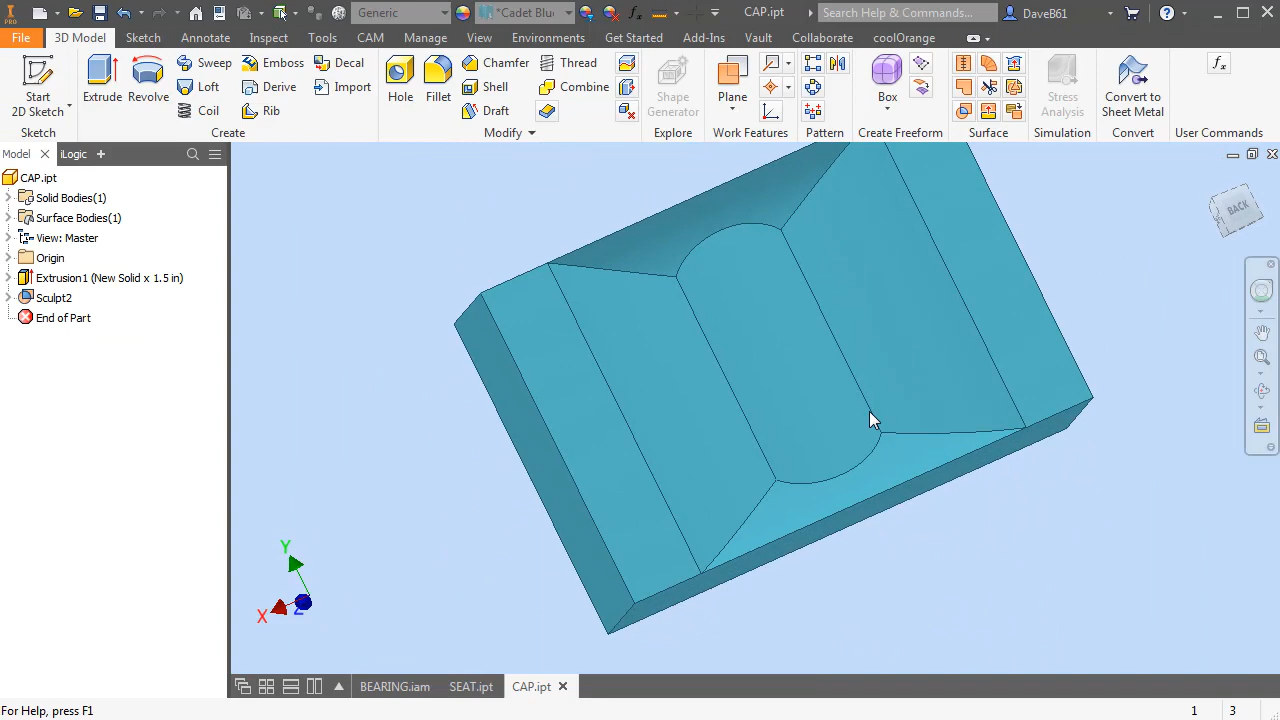 PRO
Generic
*Cadet Blue
CAP.ipt
Search Help & Commands...
DaveB61
File
3D Model
Sketch
Annotate
Inspect
Tools
CAM
Manage
View
Environments
Get Started
Add-Ins
Vault
Collaborate
coolOrange
Start
2D Sketch
Sketch
Extrude
Revolve
Sweep
Emboss
Decal
Loft
Derive
Import
Coil
Rib
Create
Hole
Fillet
Chamfer
Thread
Shell
Combine
Draft
Modify
Shape
Generator
Explore
Plane
Work Features
Pattern
Box
Create Freeform
Surface
Stress
Analysis
Simulation
Convert to
Sheet Metal
Convert
fx
User Commands
Model
iLogic
CAP.ipt
Solid Bodies(1)
Surface Bodies(1)
View: Master
Origin
Extrusion1 (New Solid x 1.5 in)
Sculpt2
End of Part
BACK
Y
X
Z
BEARING.iam
SEAT.ipt
CAP.ipt
For Help, press F1
1
3